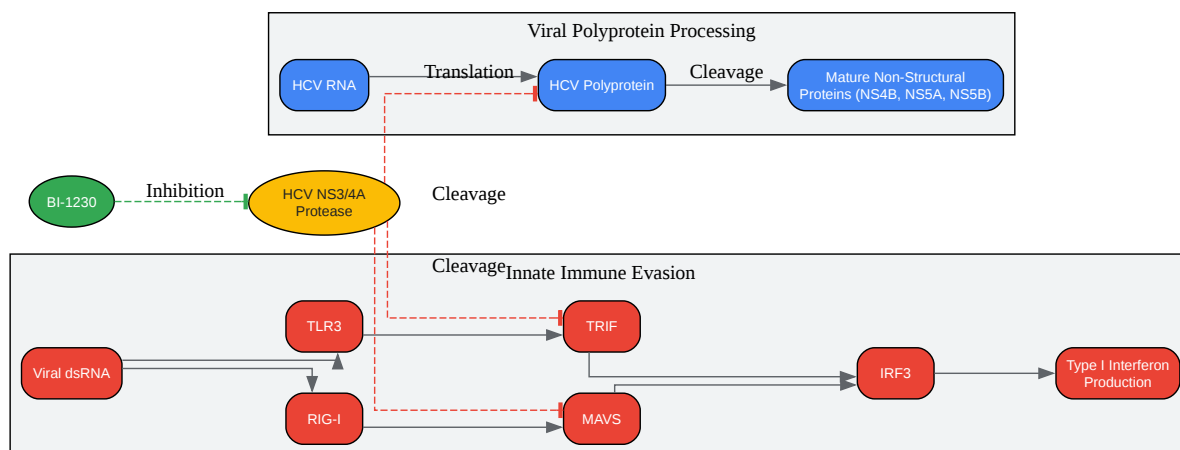 Viral Polyprotein Processing
HCV RNA
Translation
HCV Polyprotein
Cleavage
Mature Non-Structural
Proteins (NS4B, NS5A, NS5B)
BI-1230
Inhibition
HCV NS3/4A
Protease
Cleavage
Cleavage
Innate Immune Evasion
TLR3
TRIF
Viral dsRNA
IRF3
Type I Interferon
Production
RIG-I
MAVS